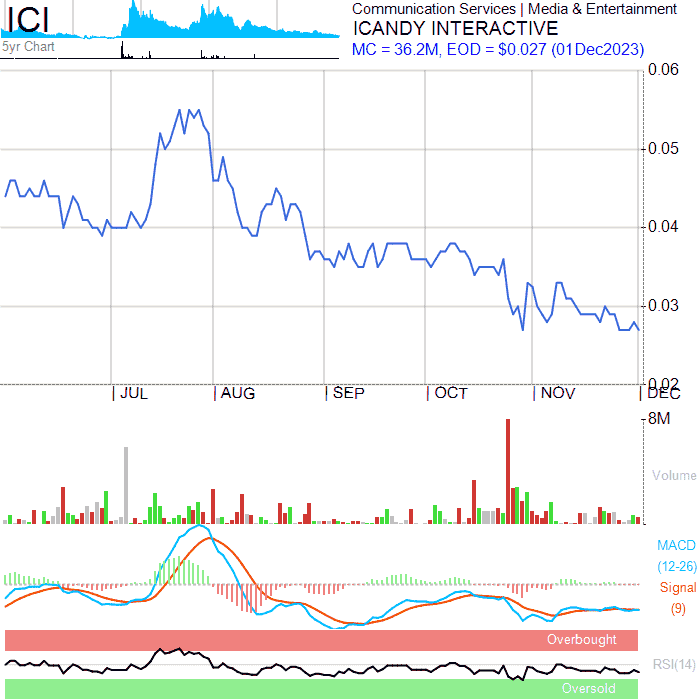 ICI
5yr Chart
Communication Services | Media & Entertainment
ICANDY INTERACTIVE
MC = 36.2M, EOD = $0.027 (01Dec2023)
0.06
0.05
0.04
0.03
0.02
JUL
AUG
SEP
OCT
NOV
DEC
8M
Volume
MACD
(12-26)
Signal
(9)
Overbought
RSI(14)
Oversold